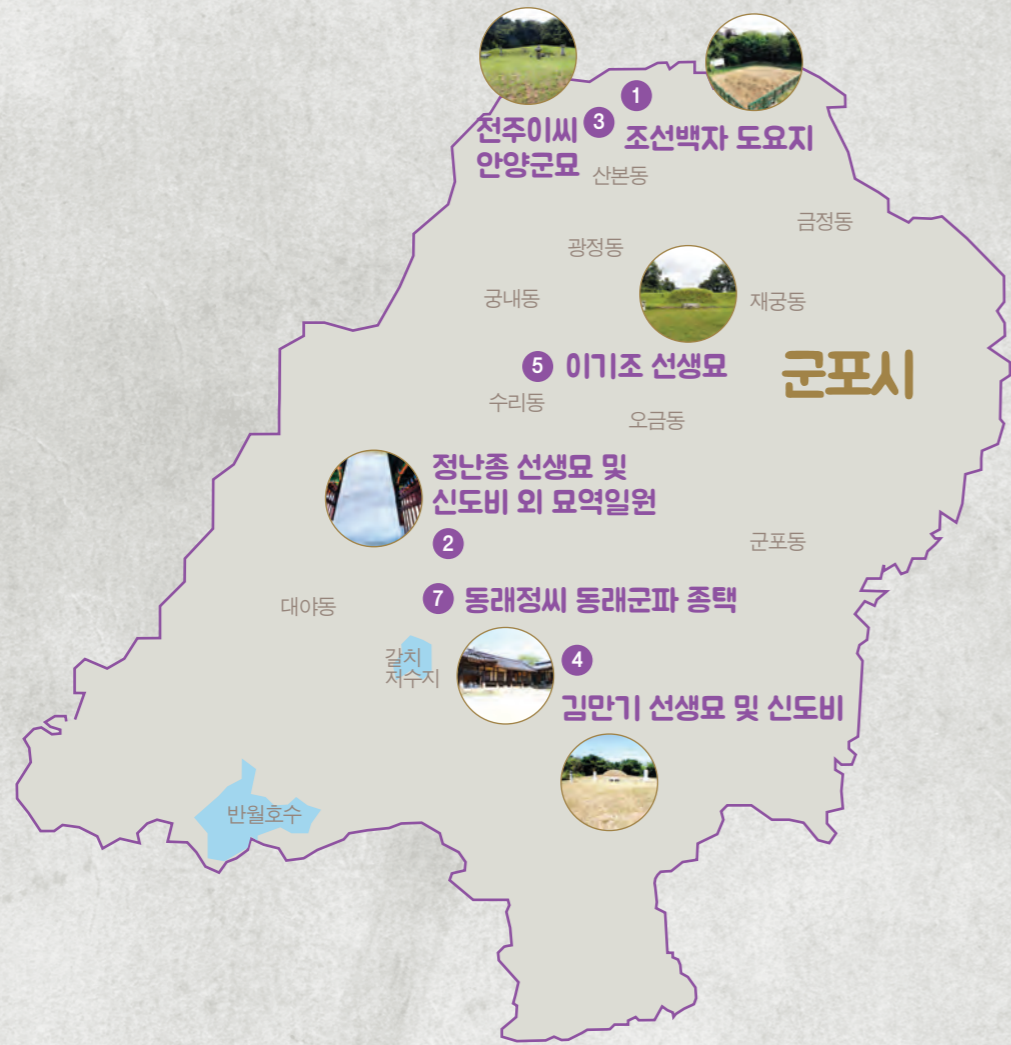 1
전주이씨 3 조선백자 도요지
안양군묘
산본동
금정동
광정동
궁내동
재궁동
5 이기조 선생묘
군포시
수리동
오금동
정난종 선생묘 및
신도비 외 묘역일원
2
군포동
7 동래정씨 동래군파 종택
대야동
갈치
저수지
4
김만기 선생묘 및 신도비
반월호수